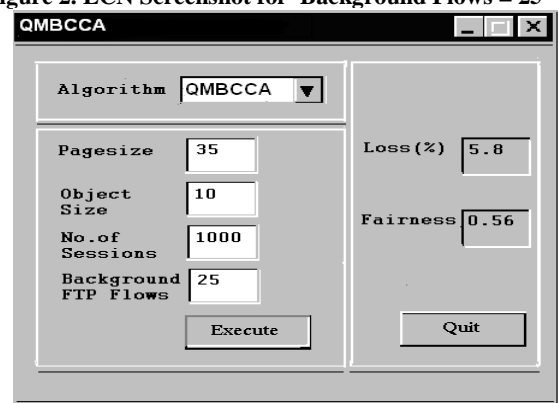 Figure 2. ECN Screenshot for Background Flows = 25
QMBCCA
Algorithm QMBCCA
Pagesize 35
Object
Size 10
No.of
Sessions 1000
Background
FTP Flows 25
Execute
Loss(%) 5.8
Fairness 0.56
Quit